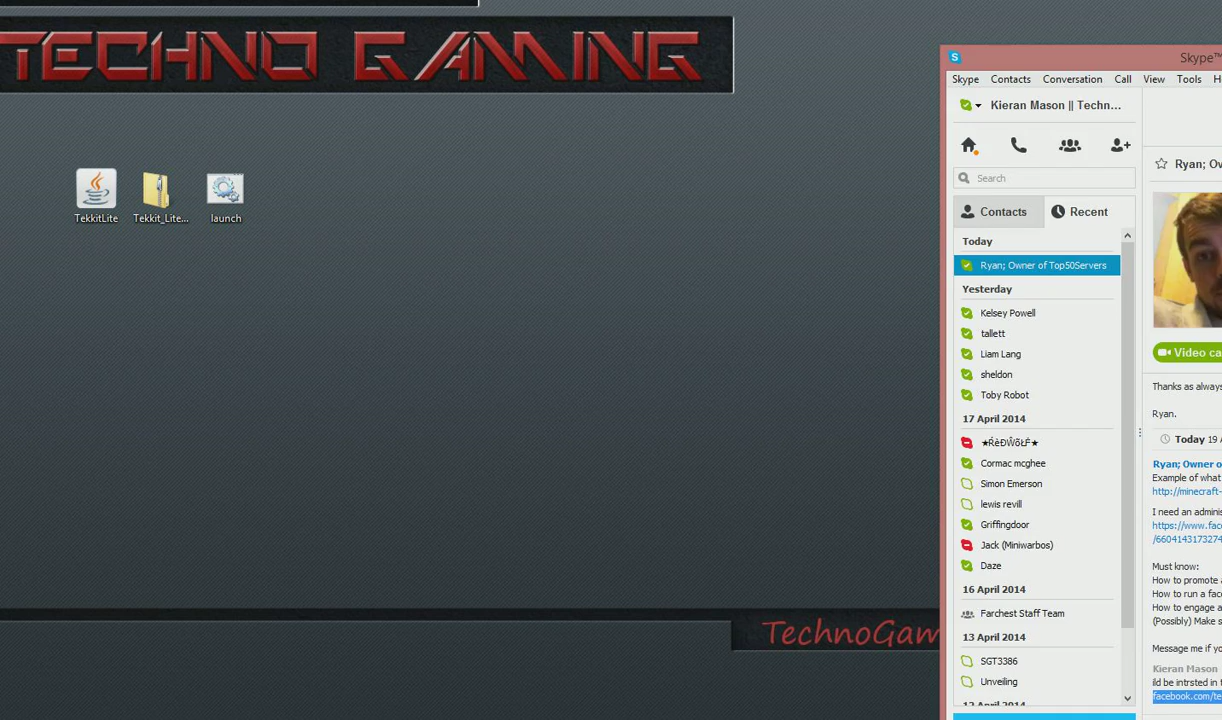 TECHNO GAMING
TekkitLite
Tekkit_Lite...
launch
TechnoGam
Skype™
Skype Contacts Conversation Call View Tools H
Kieran Mason || Techn...
Search
Contacts Recent
Today
Ryan; Owner of Top50Servers
Yesterday
Kelsey Powell
tallett
Liam Lang
sheldon
Toby Robot
17 April 2014
Cormac mcghee
Simon Emerson
lewis revill
Griffingdoor
Jack (Miniwarbos)
Daze
16 April 2014
Farchest Staff Team
13 April 2014
SGT3386
Unveiling
12 April 2014
Ryan; Ov
Video ca
Thanks as always
Ryan.
Today 19 A
Ryan; Owner o
Example of what
http://minecraft-
I need an adminis
https://www.fac
/6604143173274
Must know:
How to promote a
How to run a face
How to engage a
(Possibly) Make s
Message me if yo
Kieran Mason
ild be intrsted in t
facebook.com/te